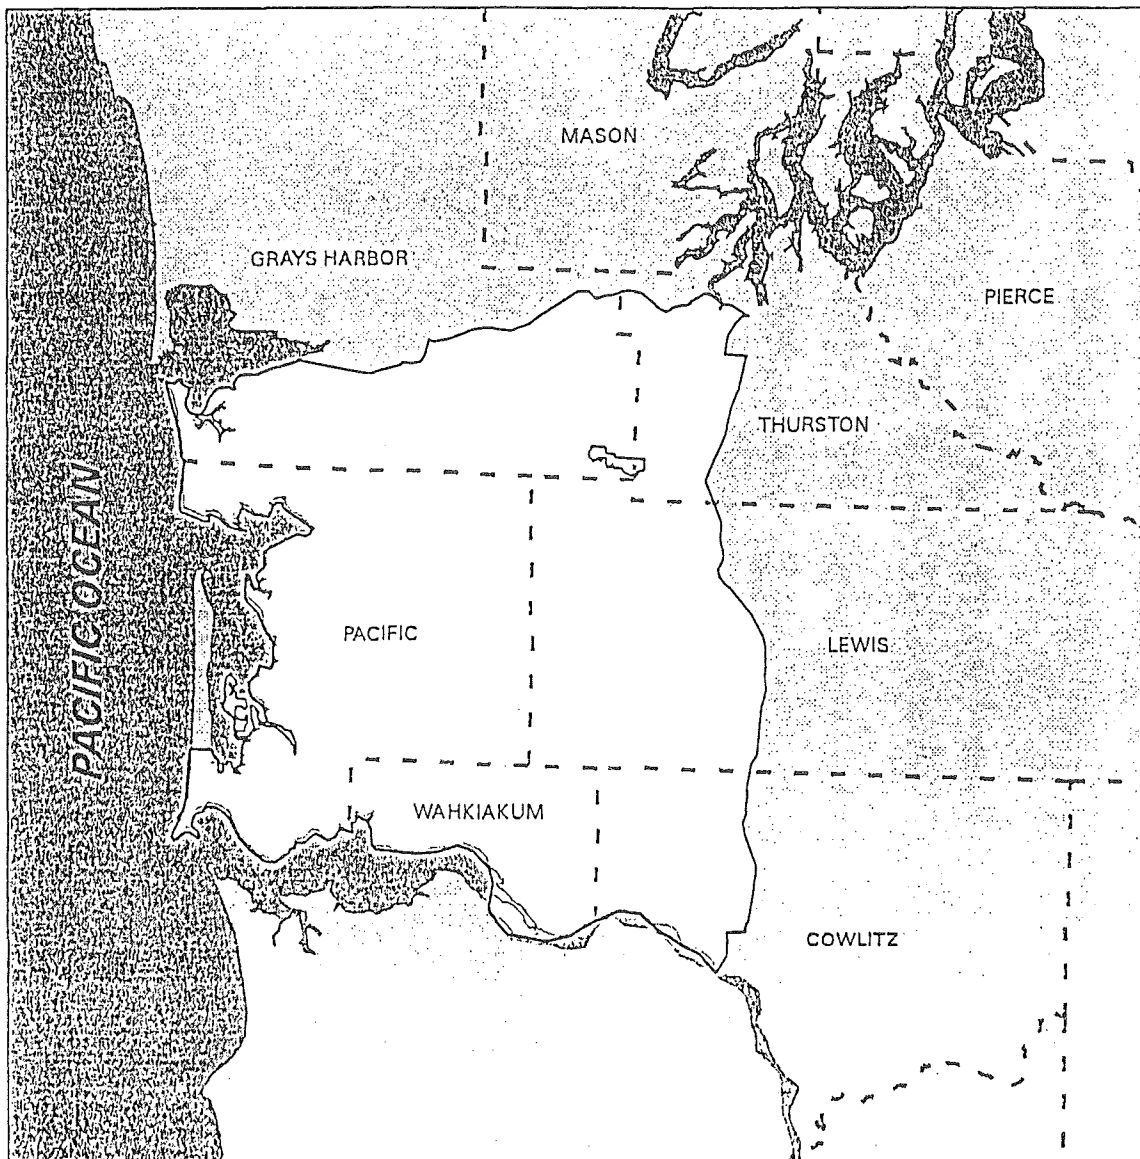 MASON
GRAYS HARBOR
PIERCE
THURSTON
PACIFIC OCEAN
PACIFIC
LEWIS
WAHKIAKUM
COWLITZ